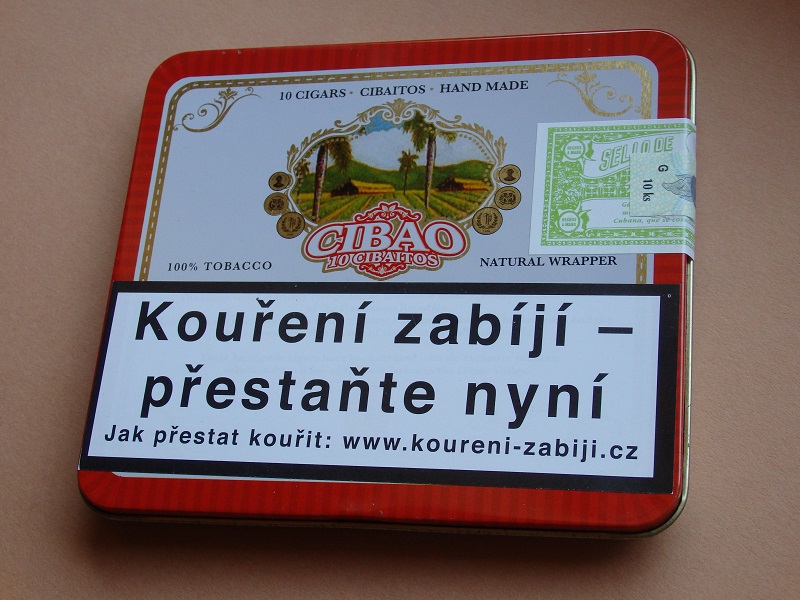 10 CIGARS · CIBAITOS · HAND MADE
SELLO DE
G
10 ks
CIBAO
10 CIBAITOS
100% TOBACCO
NATURAL WRAPPER
Kouření zabíjí –
přestaňte nyní
Jak přestat kouřit: www.koureni-zabiji.cz